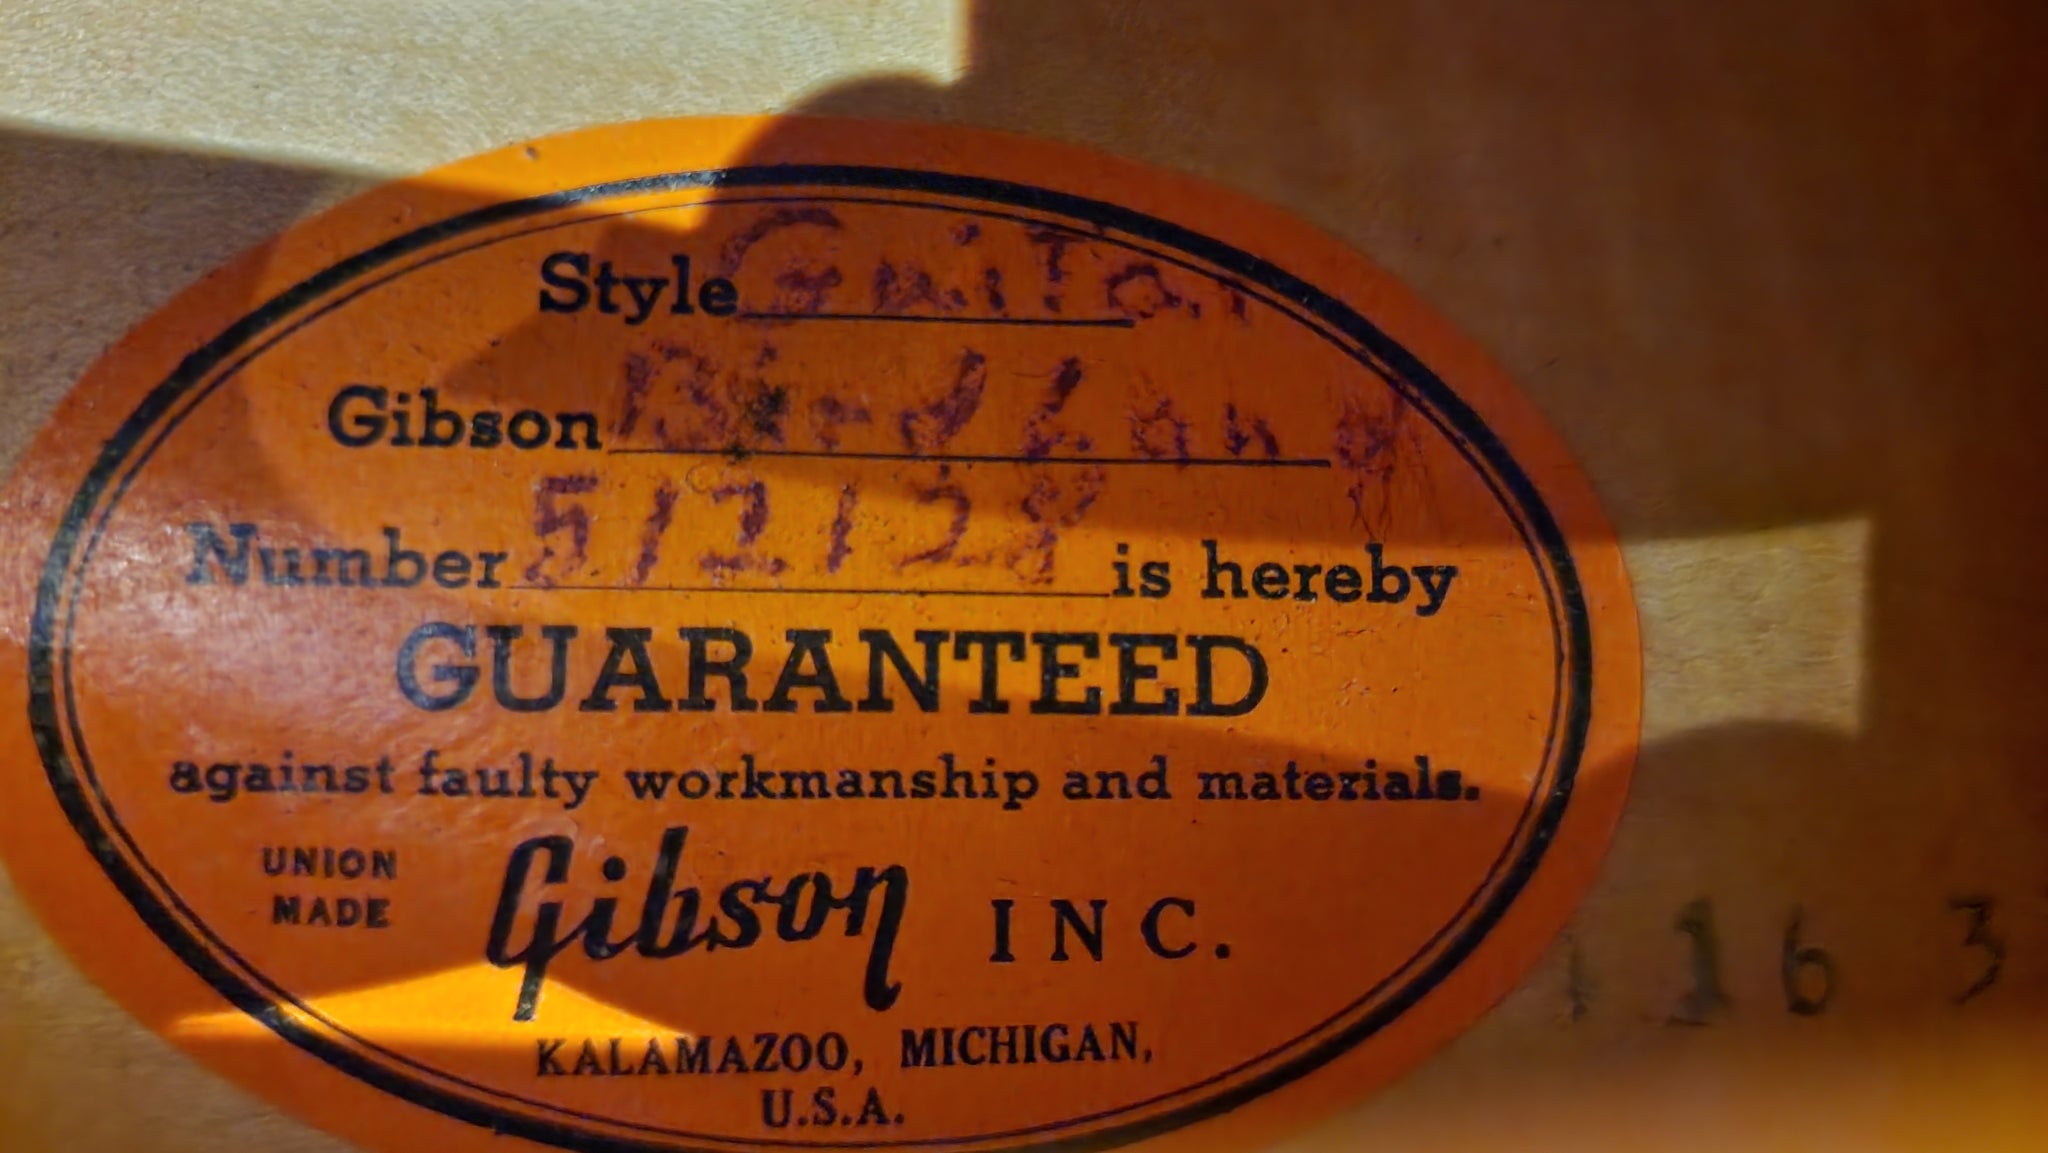 Style Guitar
Gibson Birdland
Number 512128 is hereby
GUARANTEED
against faulty workmanship and materials.
UNION MADE Gibson INC.
KALAMAZOO, MICHIGAN,
U.S.A.
1163